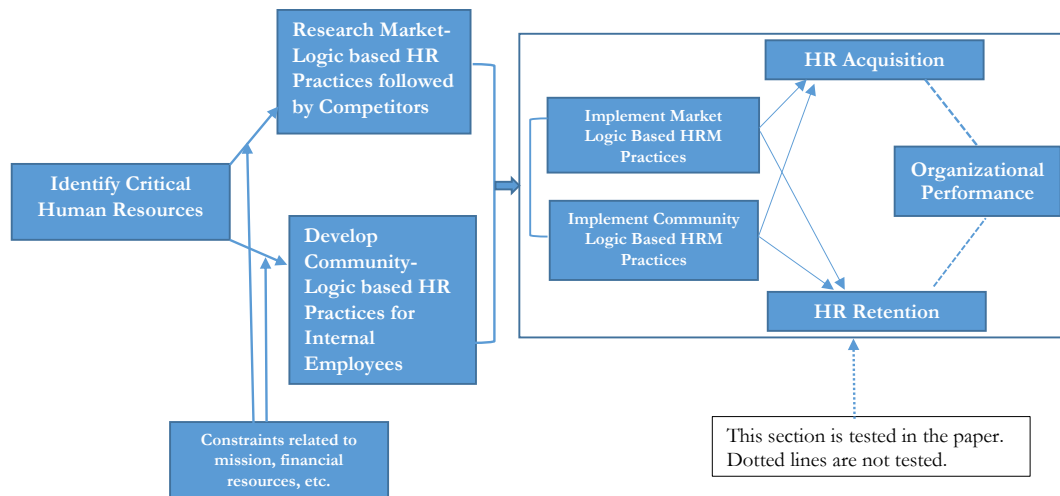 Research Market-
Logic based HR
Practices followed
by Competitors
HR Acquisition
Implement Market
Logic Based HRM
Practices
Identify Critical
Human Resources
Organizational
Performance
Implement Community
Logic Based HRM
Practices
Develop
Community-
Logic based HR
Practices for
Internal
Employees
HR Retention
Constraints related to
mission, financial
resources, etc.
This section is tested in the paper.
Dotted lines are not tested.